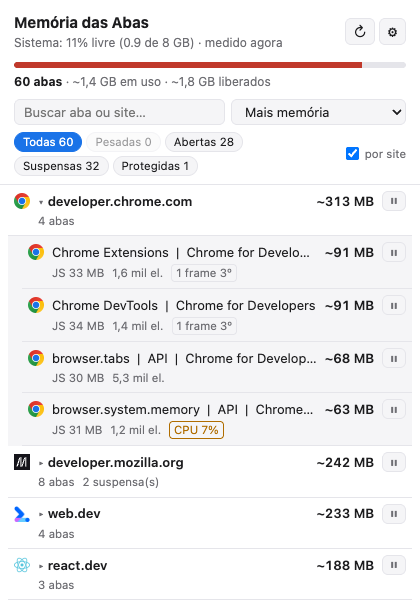 Memória das Abas
Sistema: 11% livre (0.9 de 8 GB) · medido agora
60 abas · ~1,4 GB em uso · ~1,8 GB liberados
Buscar aba ou site...
Mais memória
Todas 60
Pesadas 0
Abertas 28
Suspensas 32
Protegidas 1
por site
developer.chrome.com
~313 MB
4 abas
Chrome Extensions | Chrome for Develo...
~91 MB
JS 33 MB 1,6 mil el. 1 frame 3°
Chrome DevTools | Chrome for Developers
~91 MB
JS 34 MB 1,4 mil el. 1 frame 3°
browser.tabs | API | Chrome for Develop...
~68 MB
JS 30 MB 5,3 mil el.
browser.system.memory | API | Chrome...
~63 MB
JS 31 MB 1,2 mil el. CPU 7%
developer.mozilla.org
~242 MB
8 abas 2 suspensa(s)
web.dev
~233 MB
4 abas
react.dev
~188 MB
3 abas